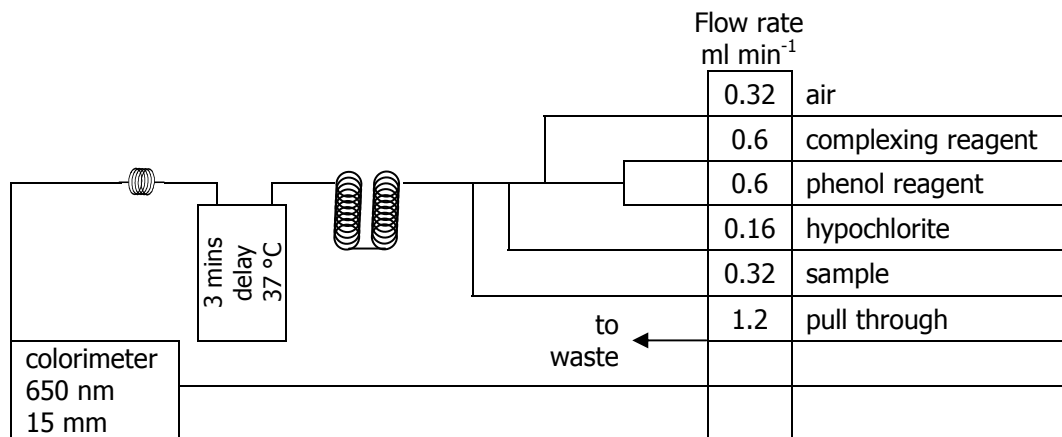 Flow rate
ml min⁻¹
0.32 air
0.6 complexing reagent
0.6 phenol reagent
0.16 hypochlorite
0.32 sample
1.2 pull through
3 mins
delay
37 °C
to
waste
colorimeter
650 nm
15 mm